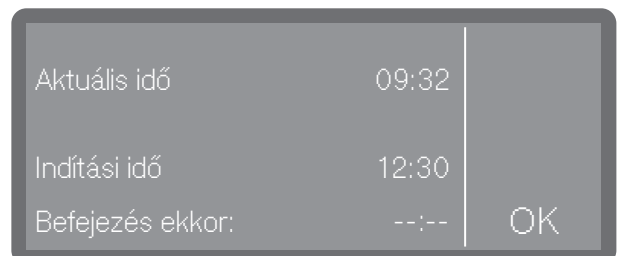 Aktuális idő 09:32
Indítási idő 12:30
Befejezés ekkor: --:-- OK